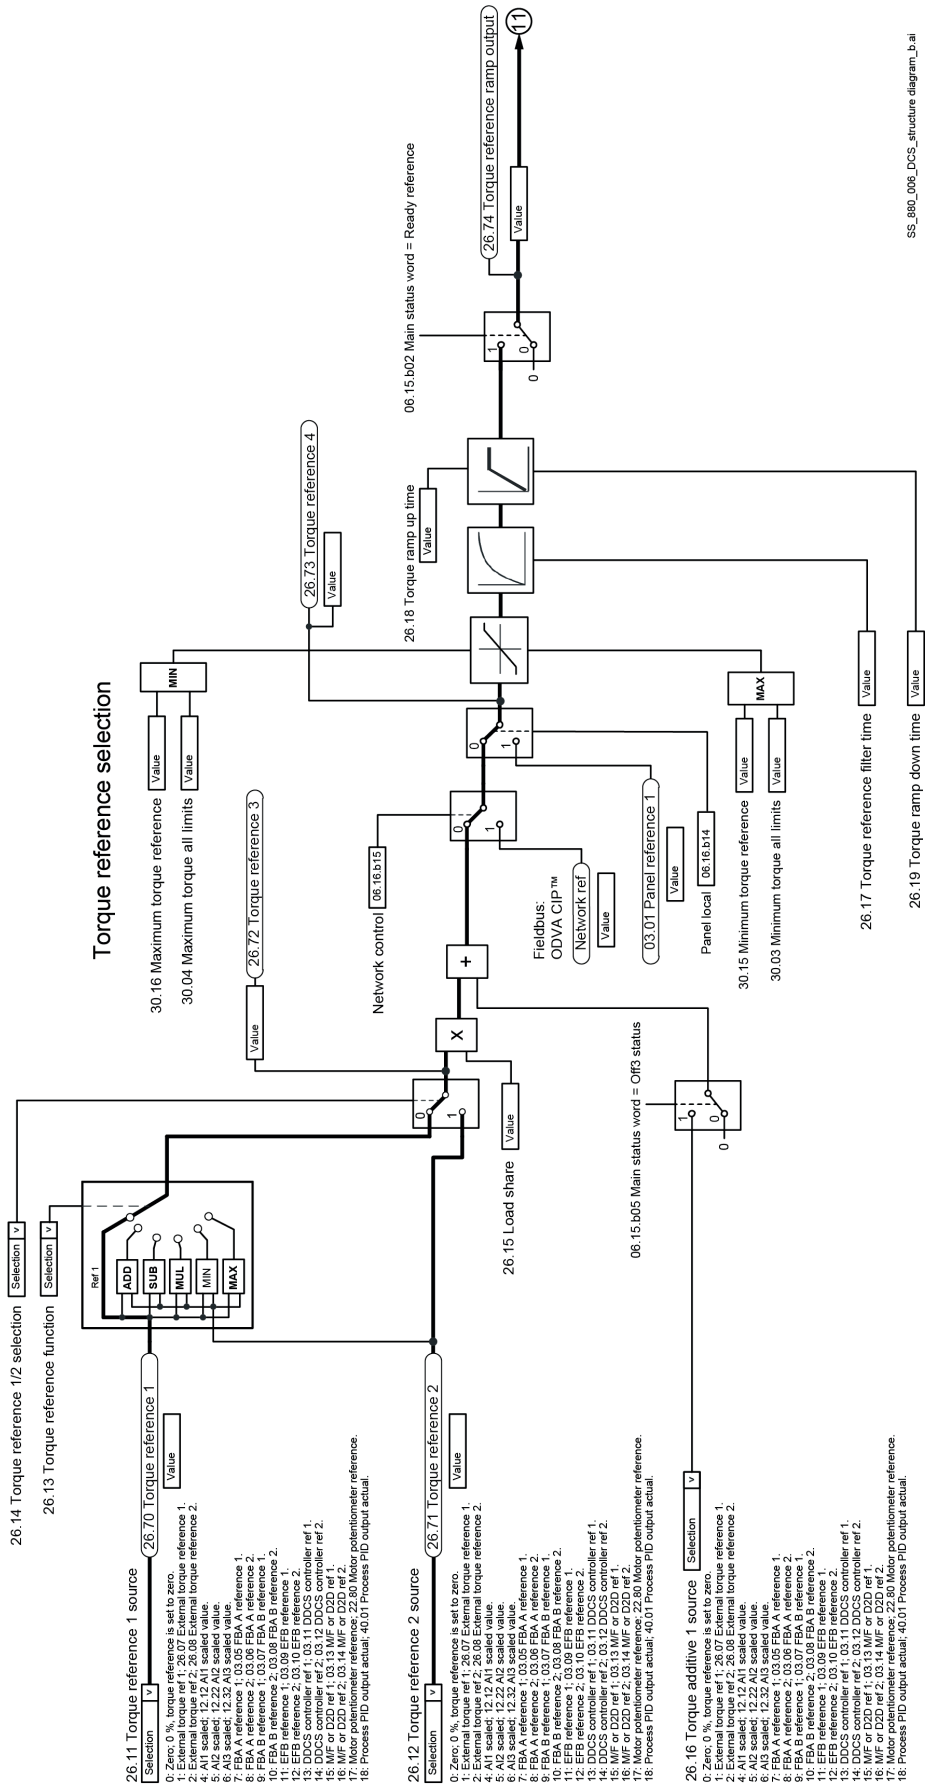 Torque reference selection
26.14 Torque reference 1/2 selection
Selection
v
26.13 Torque reference function
Selection
v
26.11 Torque reference 1 source
Selection
v
26.70 Torque reference 1
Value
0: Zero; 0 %, torque reference is set to zero.
1: External torque ref 1; 26.07 External torque reference 1.
2: External torque ref 2; 26.08 External torque reference 2.
4: AI1 scaled; 12.12 AI1 scaled value.
5: AI2 scaled; 12.22 AI2 scaled value.
6: AI3 scaled; 12.32 AI3 scaled value.
7: FBA A reference 1; 03.05 FBA A reference 1.
8: FBA A reference 2; 03.06 FBA A reference 2.
9: FBA B reference 1; 03.07 FBA B reference 1.
10: FBA B reference 2; 03.08 FBA B reference 2.
11: EFB reference 1; 03.09 EFB reference 1.
12: EFB reference 2; 03.10 EFB reference 2.
13: DDCS controller ref 1; 03.11 DDCS controller ref 1.
14: DDCS controller ref 2; 03.12 DDCS controller ref 2.
15: M/F or D2D ref 1; 03.13 M/F or D2D ref 1.
16: M/F or D2D ref 2; 03.14 M/F or D2D ref 2.
17: Motor potentiometer reference; 22.80 Motor potentiometer reference.
18: Process PID output actual; 40.01 Process PID output actual.
Ref 1
ADD
SUB
MUL
MIN
MAX
26.12 Torque reference 2 source
Selection
v
26.71 Torque reference 2
Value
0: Zero; 0 %, torque reference is set to zero.
1: External torque ref 1; 26.07 External torque reference 1.
2: External torque ref 2; 26.08 External torque reference 2.
4: AI1 scaled; 12.12 AI1 scaled value.
5: AI2 scaled; 12.22 AI2 scaled value.
6: AI3 scaled; 12.32 AI3 scaled value.
7: FBA A reference 1; 03.05 FBA A reference 1.
8: FBA A reference 2; 03.06 FBA A reference 2.
9: FBA B reference 1; 03.07 FBA B reference 1.
10: FBA B reference 2; 03.08 FBA B reference 2.
11: EFB reference 1; 03.09 EFB reference 1.
12: EFB reference 2; 03.10 EFB reference 2.
13: DDCS controller ref 1; 03.11 DDCS controller ref 1.
14: DDCS controller ref 2; 03.12 DDCS controller ref 2.
15: M/F or D2D ref 1; 03.13 M/F or D2D ref 1.
16: M/F or D2D ref 2; 03.14 M/F or D2D ref 2.
17: Motor potentiometer reference; 22.80 Motor potentiometer reference.
18: Process PID output actual; 40.01 Process PID output actual.
26.16 Torque additive 1 source
Selection
v
0: Zero; 0 %, torque reference is set to zero.
1: External torque ref 1; 26.07 External torque reference 1.
2: External torque ref 2; 26.08 External torque reference 2.
4: AI1 scaled; 12.12 AI1 scaled value.
5: AI2 scaled; 12.22 AI2 scaled value.
6: AI3 scaled; 12.32 AI3 scaled value.
7: FBA A reference 1; 03.05 FBA A reference 1.
8: FBA A reference 2; 03.06 FBA A reference 2.
9: FBA B reference 1; 03.07 FBA B reference 1.
10: FBA B reference 2; 03.08 FBA B reference 2.
11: EFB reference 1; 03.09 EFB reference 1.
12: EFB reference 2; 03.10 EFB reference 2.
13: DDCS controller ref 1; 03.11 DDCS controller ref 1.
14: DDCS controller ref 2; 03.12 DDCS controller ref 2.
15: M/F or D2D ref 1; 03.13 M/F or D2D ref 1.
16: M/F or D2D ref 2; 03.14 M/F or D2D ref 2.
17: Motor potentiometer reference; 22.80 Motor potentiometer reference.
18: Process PID output actual; 40.01 Process PID output actual.
0
1
26.15 Load share
Value
06.15.b05 Main status word = Off3 status
1
0
0
Value
26.72 Torque reference 3
X
+
Network control
06.16.b15
0
1
Fieldbus:
ODVA CIP™
Network ref
Value
0
1
03.01 Panel reference 1
Value
Panel local
06.16.b14
30.16 Maximum torque reference
Value
30.04 Maximum torque all limits
Value
MIN
30.15 Minimum torque reference
Value
30.03 Minimum torque all limits
Value
MAX
26.73 Torque reference 4
Value
26.18 Torque ramp up time
Value
26.17 Torque reference filter time
Value
26.19 Torque ramp down time
Value
06.15.b02 Main status word = Ready reference
1
0
0
26.74 Torque reference ramp output
Value
11
SS_880_006_DCS_structure diagram_b.ai